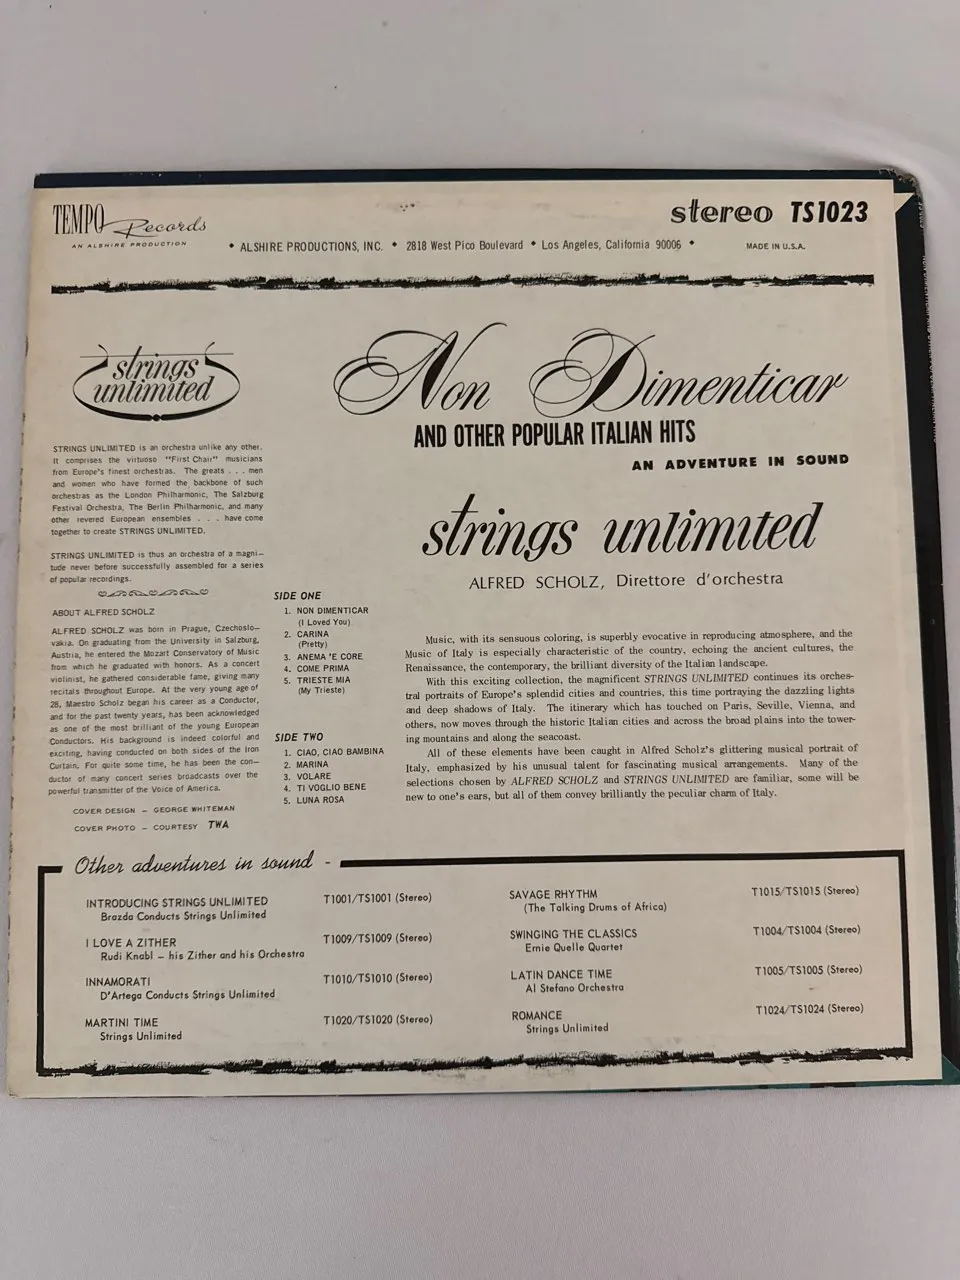 TEMPO Records
AN ALSHIRE PRODUCTION
stereo TS1023
◆ ALSHIRE PRODUCTIONS, INC. ◆ 2818 West Pico Boulevard ◆ Los Angeles, California 90006 ◆
MADE IN U.S.A.
strings
unlimited
Non Dimenticar
AND OTHER POPULAR ITALIAN HITS
AN ADVENTURE IN SOUND
strings unlimited
ALFRED SCHOLZ, Direttore d'orchestra
STRINGS UNLIMITED is an orchestra unlike any other.
It comprises the virtuoso "First Chair" musicians
from Europe's finest orchestras. The greats . . . men
and women who have formed the backbone of such
orchestras as the London Philharmonic, The Salzburg
Festival Orchestra, The Berlin Philharmonic, and many
other revered European ensembles . . . have come
together to create STRINGS UNLIMITED.
STRINGS UNLIMITED is thus an orchestra of a magni-
tude never before successfully assembled for a series
of popular recordings.
ABOUT ALFRED SCHOLZ
ALFRED SCHOLZ was born in Prague, Czechoslo-
vakia. On graduating from the University in Salzburg,
Austria, he entered the Mozart Conservatory of Music
from which he graduated with honors. As a concert
violinist, he gathered considerable fame, giving many
recitals throughout Europe. At the very young age of
28, Maestro Scholz began his career as a Conductor,
and for the past twenty years, has been acknowledged
as one of the most brilliant of the young European
Conductors. His background is indeed colorful and
exciting, having conducted on both sides of the Iron
Curtain. For quite some time, he has been the con-
ductor of many concert series broadcasts over the
powerful transmitter of the Voice of America.
COVER DESIGN – GEORGE WHITEMAN
COVER PHOTO – COURTESY TWA
SIDE ONE
1. NON DIMENTICAR
(I Loved You)
2. CARINA
(Pretty)
3. ANEMA 'E CORE
4. COME PRIMA
5. TRIESTE MIA
(My Trieste)
SIDE TWO
1. CIAO, CIAO BAMBINA
2. MARINA
3. VOLARE
4. TI VOGLIO BENE
5. LUNA ROSA
Music, with its sensuous coloring, is superbly evocative in reproducing atmosphere, and the
Music of Italy is especially characteristic of the country, echoing the ancient cultures, the
Renaissance, the contemporary, the brilliant diversity of the Italian landscape.
With this exciting collection, the magnificent STRINGS UNLIMITED continues its orches-
tral portraits of Europe's splendid cities and countries, this time portraying the dazzling lights
and deep shadows of Italy. The itinerary which has touched on Paris, Seville, Vienna, and
others, now moves through the historic Italian cities and across the broad plains into the tower-
ing mountains and along the seacoast.
All of these elements have been caught in Alfred Scholz's glittering musical portrait of
Italy, emphasized by his unusual talent for fascinating musical arrangements. Many of the
selections chosen by ALFRED SCHOLZ and STRINGS UNLIMITED are familiar, some will be
new to one's ears, but all of them convey brilliantly the peculiar charm of Italy.
Other adventures in sound -
INTRODUCING STRINGS UNLIMITED T1001/TS1001 (Stereo)
Brazda Conducts Strings Unlimited
I LOVE A ZITHER T1009/TS1009 (Stereo)
Rudi Knabl – his Zither and his Orchestra
INNAMORATI T1010/TS1010 (Stereo)
D'Artega Conducts Strings Unlimited
MARTINI TIME T1020/TS1020 (Stereo)
Strings Unlimited
SAVAGE RHYTHM T1015/TS1015 (Stereo)
(The Talking Drums of Africa)
SWINGING THE CLASSICS T1004/TS1004 (Stereo)
Ernie Quelle Quartet
LATIN DANCE TIME T1005/TS1005 (Stereo)
Al Stefano Orchestra
ROMANCE T1024/TS1024 (Stereo)
Strings Unlimited